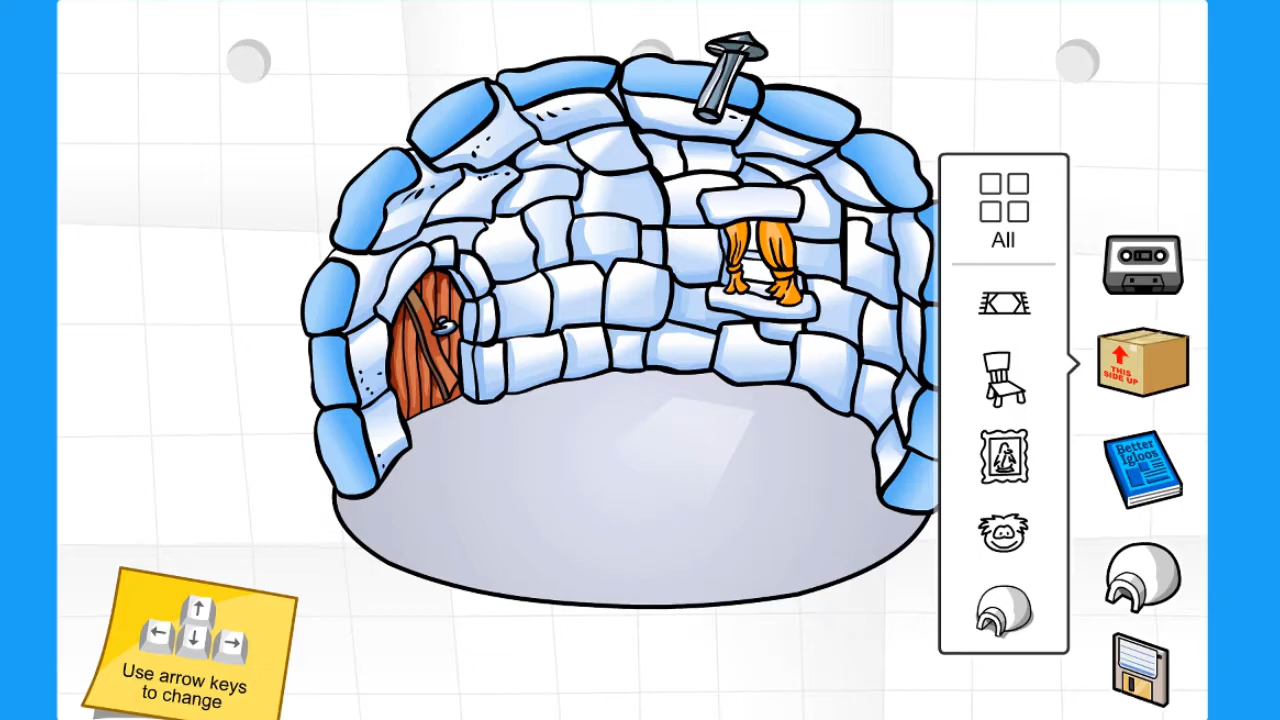 All
THIS
SIDE UP
Better
Igloos
Use arrow keys
to change